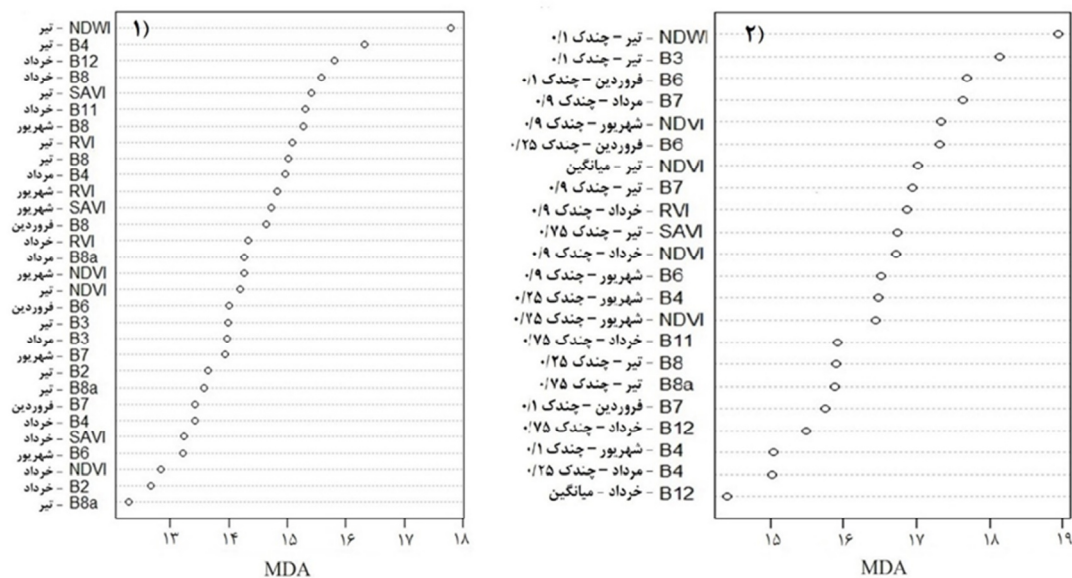 ۱)
تیر - NDWI
تیر - B4
خرداد - B12
خرداد - B8
تیر - SAVI
خرداد - B11
شهریور - B8
تیر - RVI
تیر - B8
مرداد - B4
شهریور - RVI
شهریور - SAVI
فروردین - B8
خرداد - RVI
مرداد - B8a
شهریور - NDVI
تیر - NDVI
فروردین - B6
تیر - B3
مرداد - B3
شهریور - B7
تیر - B2
تیر - B8a
فروردین - B7
خرداد - B4
خرداد - SAVI
شهریور - B6
خرداد - NDVI
خرداد - B2
تیر - B8a
۱۳ ۱۴ ۱۵ ۱۶ ۱۷ ۱۸
MDA
۲)
تیر - چندک ۰/۱ - NDWI
تیر - چندک ۰/۱ - B3
فروردین - چندک ۰/۱ - B6
مرداد - چندک ۰/۹ - B7
شهریور - چندک ۰/۹ - NDVI
فروردین - چندک ۰/۲۵ - B6
تیر - میانگین - NDVI
تیر - چندک ۰/۹ - B7
خرداد - چندک ۰/۹ - RVI
تیر - چندک ۰/۷۵ - SAVI
خرداد - چندک ۰/۹ - NDVI
شهریور - چندک ۰/۹ - B6
شهریور - چندک ۰/۲۵ - B4
شهریور - چندک ۰/۷۵ - NDVI
خرداد - چندک ۰/۷۵ - B11
تیر - چندک ۰/۲۵ - B8
تیر - چندک ۰/۷۵ - B8a
فروردین - چندک ۰/۱ - B7
خرداد - چندک ۰/۷۵ - B12
شهریور - چندک ۰/۱ - B4
مرداد - چندک ۰/۲۵ - B4
خرداد - میانگین - B12
۱۵ ۱۶ ۱۷ ۱۸ ۱۹
MDA